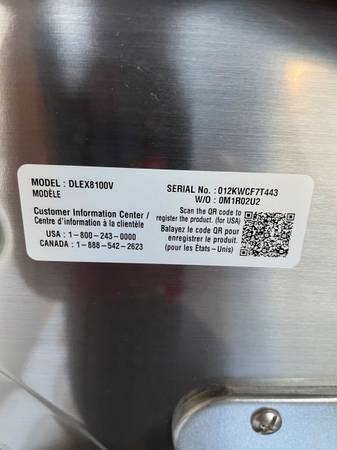 MODEL : DLEX8100V
MODÈLE
Customer Information Center /
Centre d'information à la clientèle
USA : 1-800-243-0000
CANADA : 1-888-542-2623
SERIAL No. : 012KWCF7T443
W/O : 0M1R02U2
Scan the QR code to
register the product. (for USA)
Balayez le code QR pour
enregistrer le produit.
(pour les États-Unis)